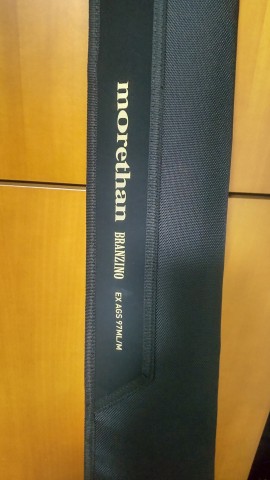 morethan BRANZINO EX AGS 97ML/M